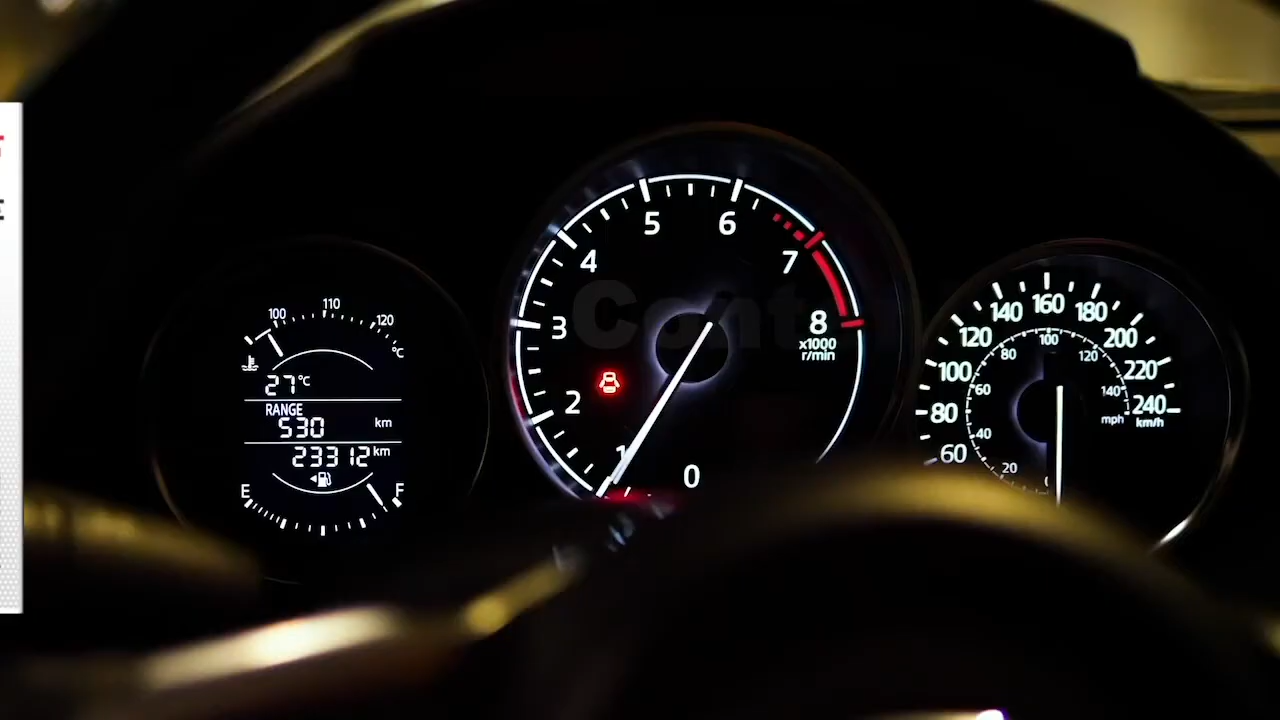 100 110 120
°C
27°C
RANGE
530 km
23312 km
E F
0 1 2 3 4 5 6 7 8
x1000
r/min
60 80 100 120 140 160 180 200 220 240
km/h
0 20 40 60 80 100 120 140
mph
Cont